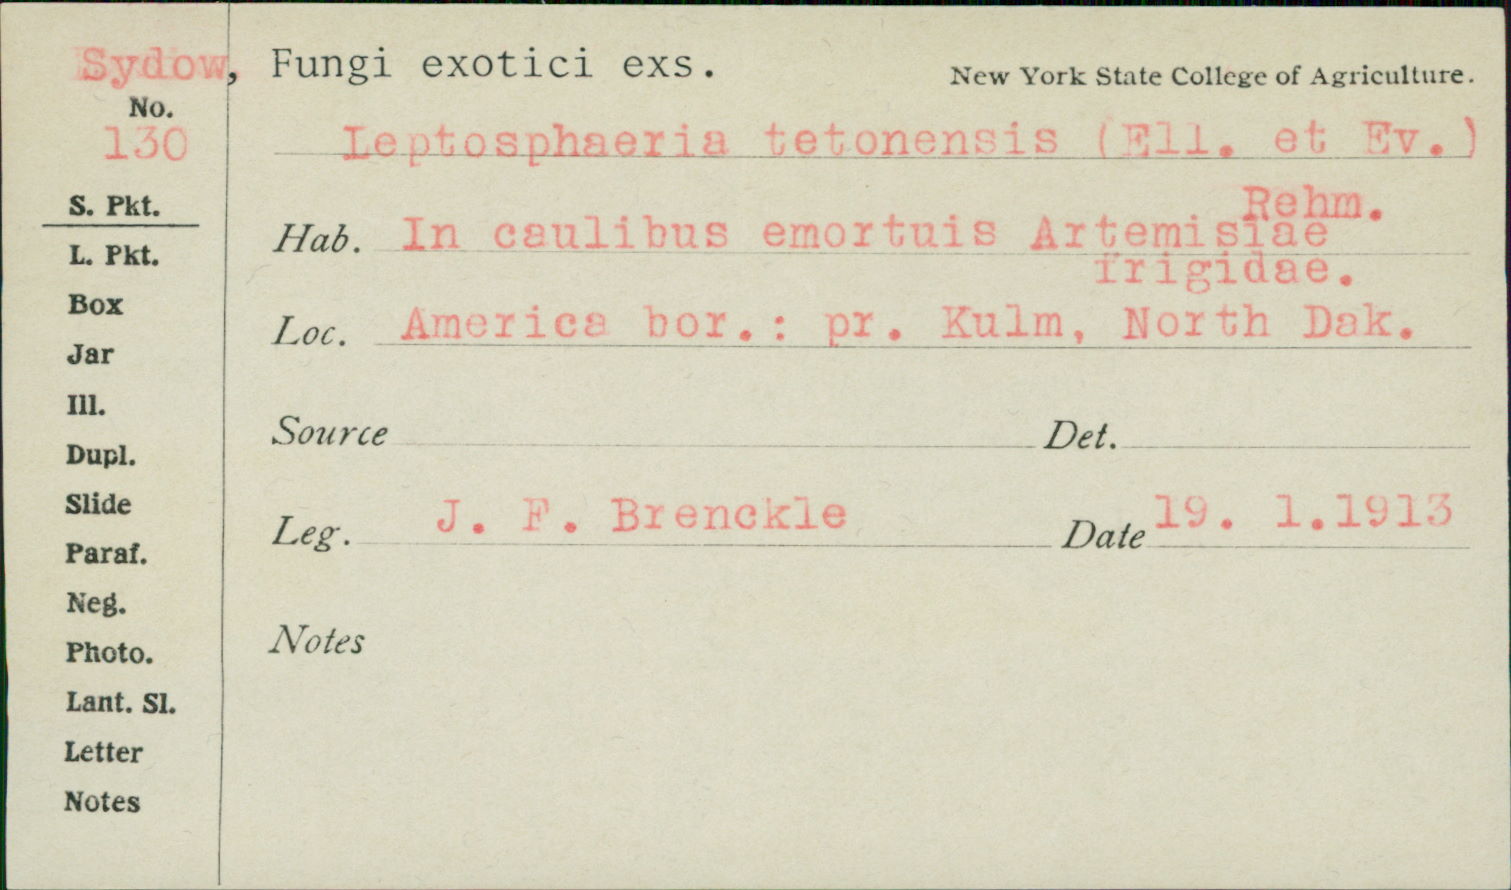 Sydow, Fungi exotici exs.
New York State College of Agriculture.
No.
130
Leptosphaeria tetonensis (Ell. et Ev.)
Rehm.
Hab. In caulibus emortuis Artemisiae
frigidae.
Loc. America bor.: pr. Kulm, North Dak.
Source
Det.
Leg. J. F. Brenckle
Date 19. 1.1913
Notes
S. Pkt.
L. Pkt.
Box
Jar
Ill.
Dupl.
Slide
Paraf.
Neg.
Photo.
Lant. Sl.
Letter
Notes